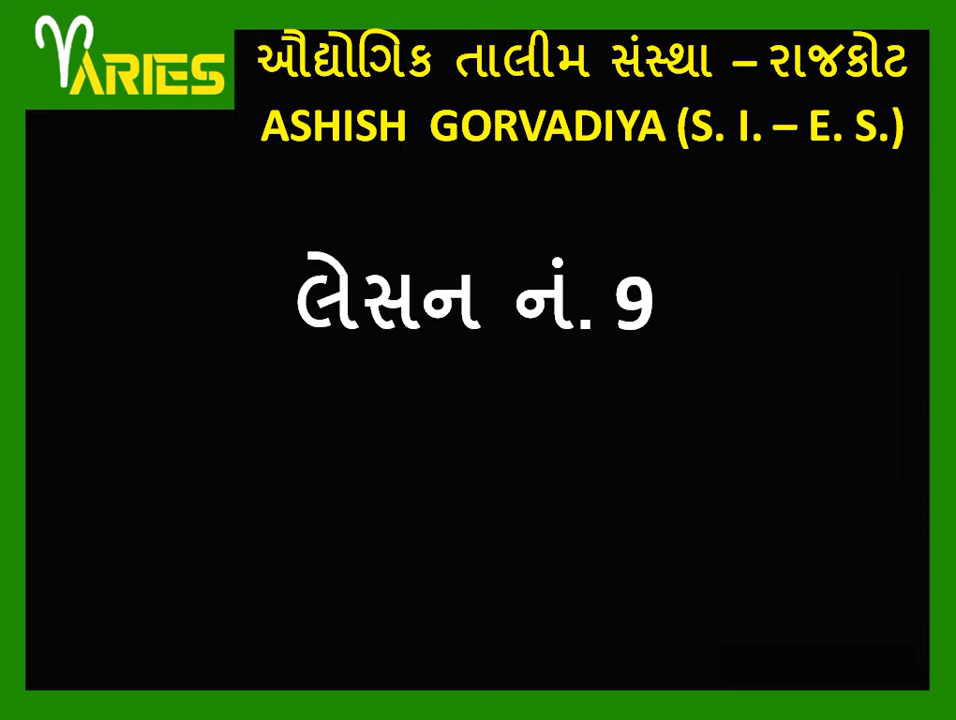 ARIES
ઔદ્યોગિક તાલીમ સંસ્થા – રાજકોટ
ASHISH GORVADIYA (S. I. – E. S.)
લેસન નં. 9